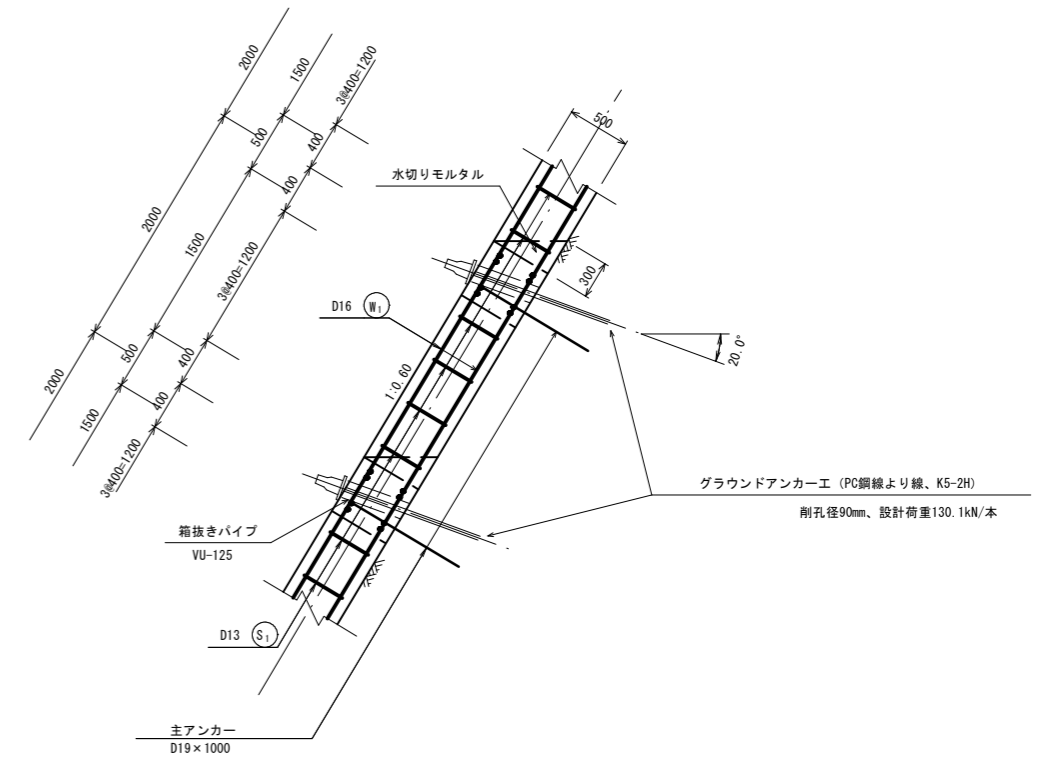 2000
1500
3@400=1200
500
400
400
2000
1500
3@400=1200
500
400
400
2000
1500
3@400=1200
500
水切りモルタル
300
D16 W₁
20.0°
1:0.60
グラウンドアンカー工 (PC鋼線より線、K5-2H)
削孔径90mm、設計荷重130.1kN/本
箱抜きパイプ
VU-125
D13 S₁
主アンカー
D19×1000